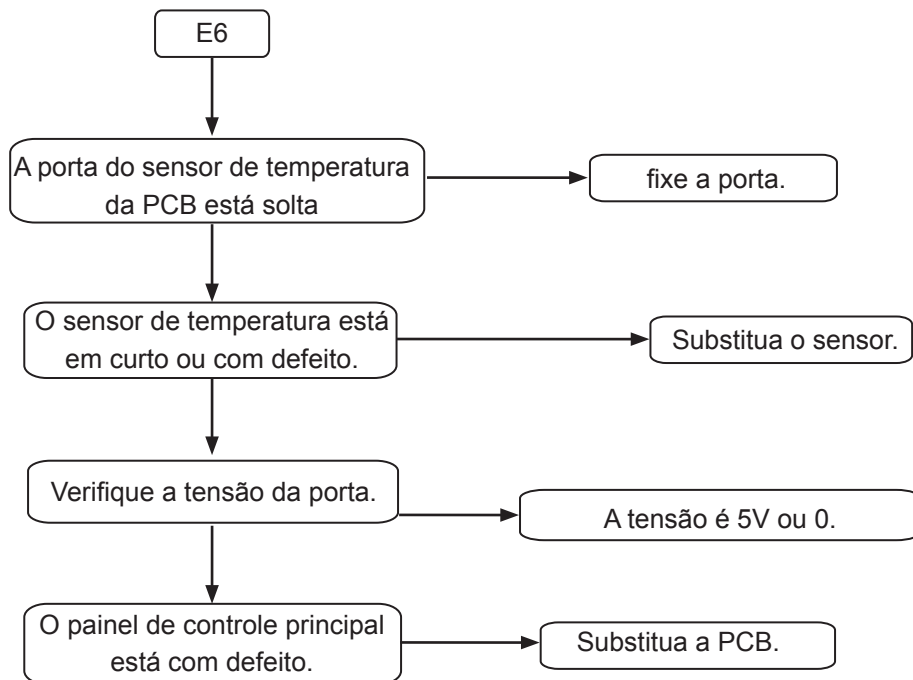 E6
A porta do sensor de temperatura
da PCB está solta
fixe a porta.
O sensor de temperatura está
em curto ou com defeito.
Substitua o sensor.
Verifique a tensão da porta.
A tensão é 5V ou 0.
O painel de controle principal
está com defeito.
Substitua a PCB.